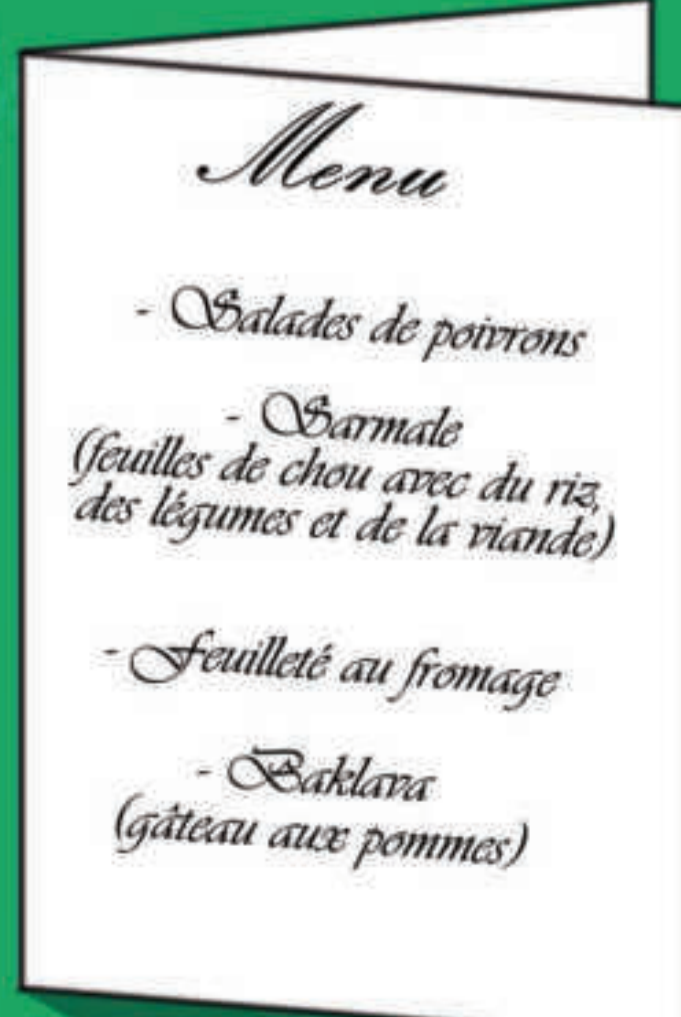 Menu
- Salades de poivrons
- Sarmale
(feuilles de chou avec du riz,
des légumes et de la viande)
- Feuilleté au fromage
- Baklava
(gâteau aux pommes)